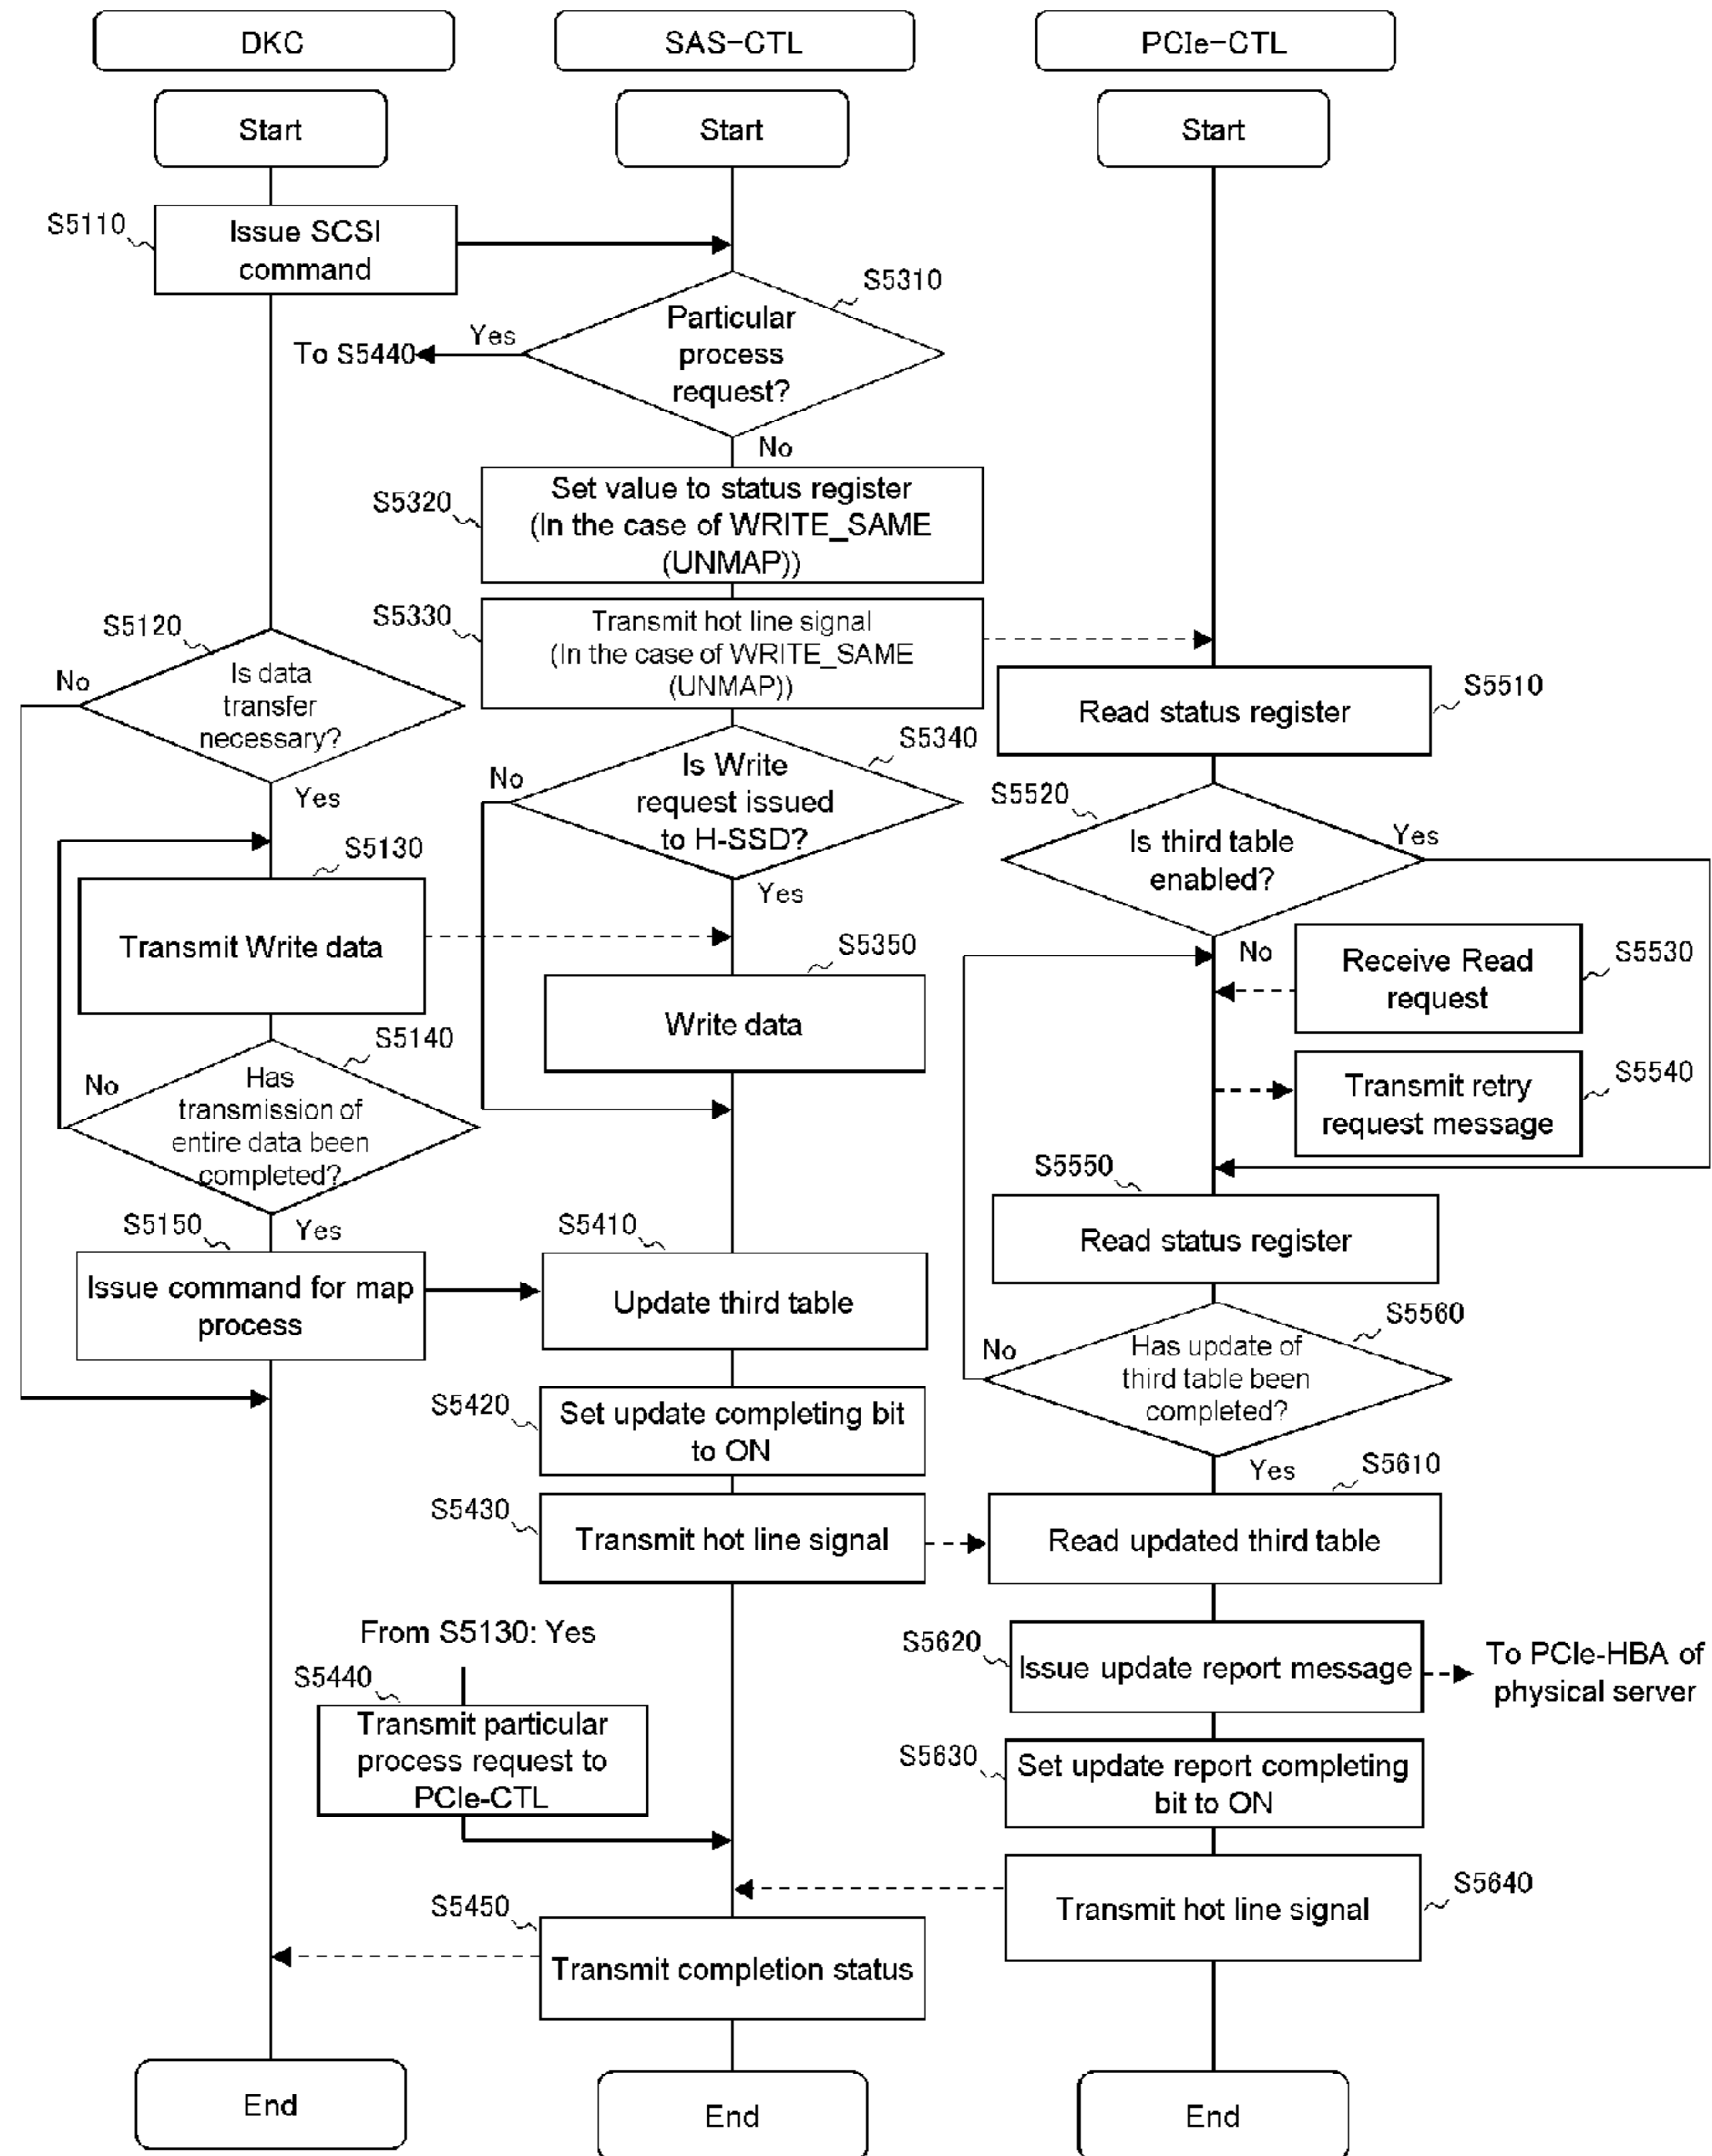 DKC
SAS-CTL
PCIe-CTL
Start
Start
Start
S5110
Issue SCSI
command
S5310
Particular
process
request?
Yes
To S5440
No
S5320
Set value to status register
(In the case of WRITE_SAME
(UNMAP))
S5330
Transmit hot line signal
(In the case of WRITE_SAME
(UNMAP))
S5120
Is data
transfer
necessary?
No
Yes
S5510
Read status register
S5340
Is Write
request issued
to H-SSD?
No
Yes
S5520
Is third table
enabled?
Yes
No
S5130
Transmit Write data
S5350
Write data
S5530
Receive Read
request
S5140
Has
transmission of
entire data been
completed?
No
Yes
S5540
Transmit retry
request message
S5150
Issue command for map
process
S5410
Update third table
S5550
Read status register
S5560
Has update of
third table been
completed?
No
Yes
S5420
Set update completing bit
to ON
S5430
Transmit hot line signal
S5610
Read updated third table
From S5130: Yes
S5440
Transmit particular
process request to
PCIe-CTL
S5620
Issue update report message
To PCIe-HBA of
physical server
S5630
Set update report completing
bit to ON
S5640
Transmit hot line signal
S5450
Transmit completion status
End
End
End